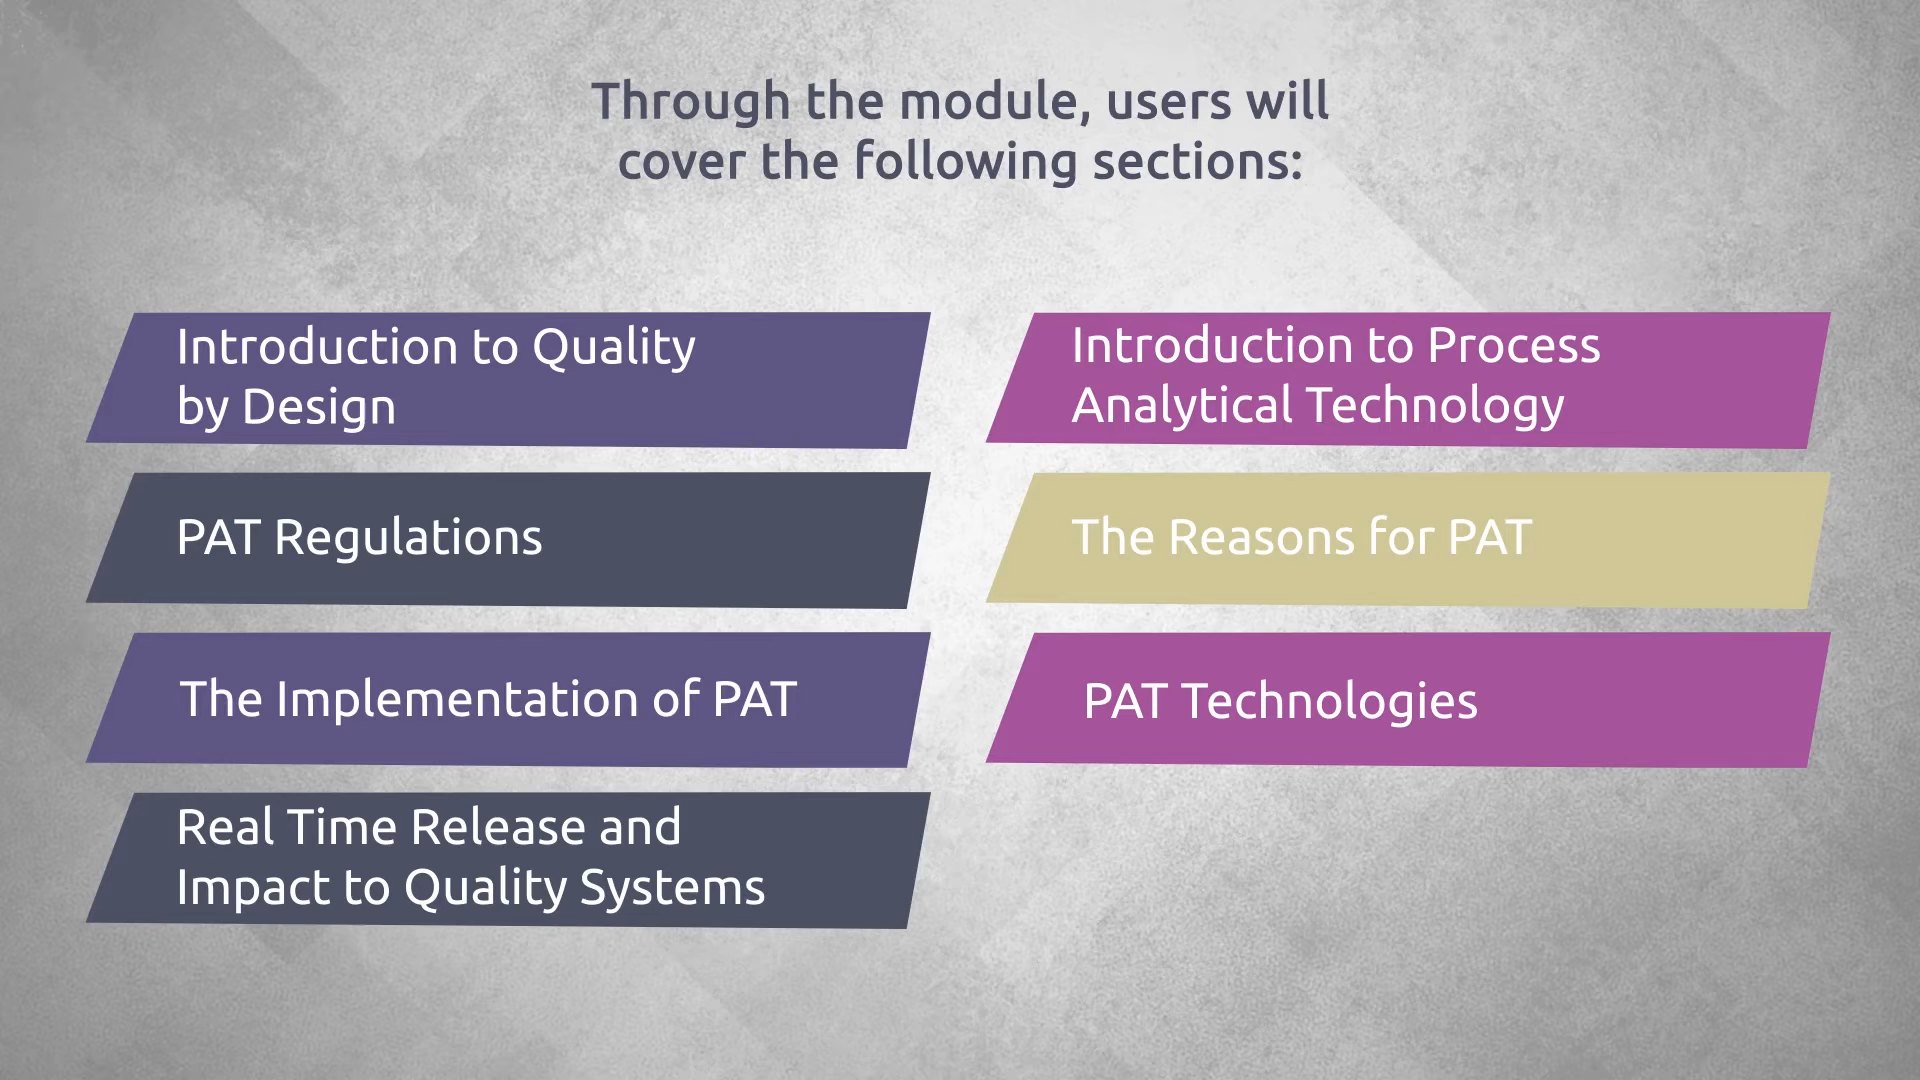 Through the module, users will
cover the following sections:
Introduction to Quality
by Design
Introduction to Process
Analytical Technology
PAT Regulations
The Reasons for PAT
The Implementation of PAT
PAT Technologies
Real Time Release and
Impact to Quality Systems